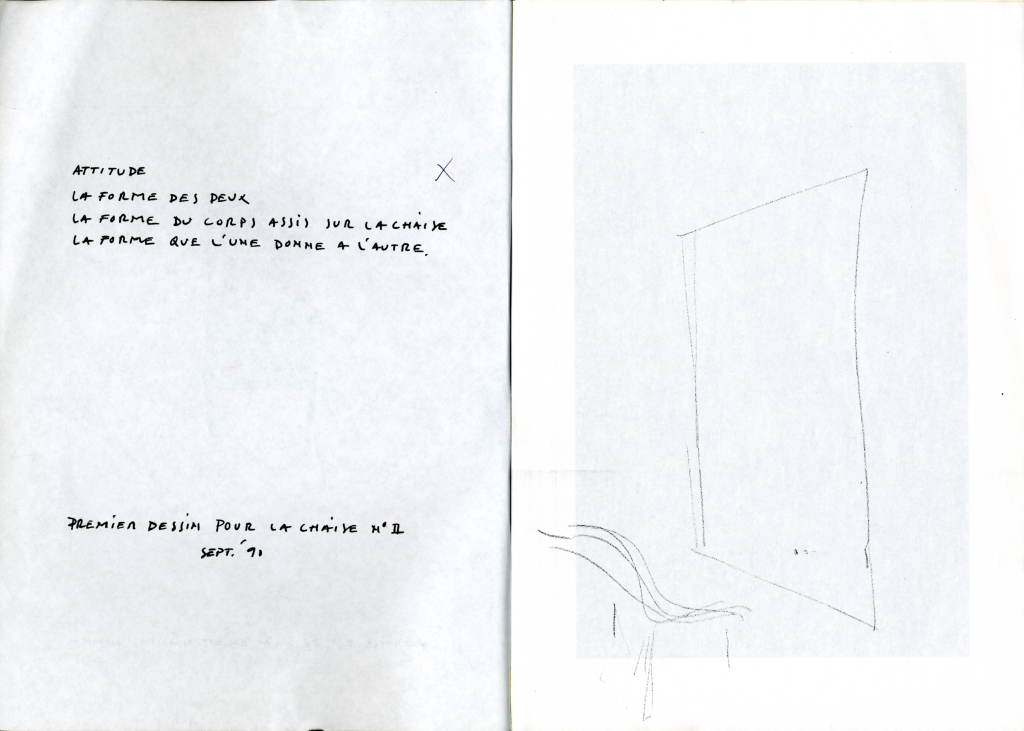 ATTITUDE
LA FORME DES DEUX
LA FORME DU CORPS ASSIS SUR LA CHAISE
LA FORME QUE L'UNE DONNE A L'AUTRE.
PREMIER DESSIN POUR LA CHAISE N° II
SEPT. '91